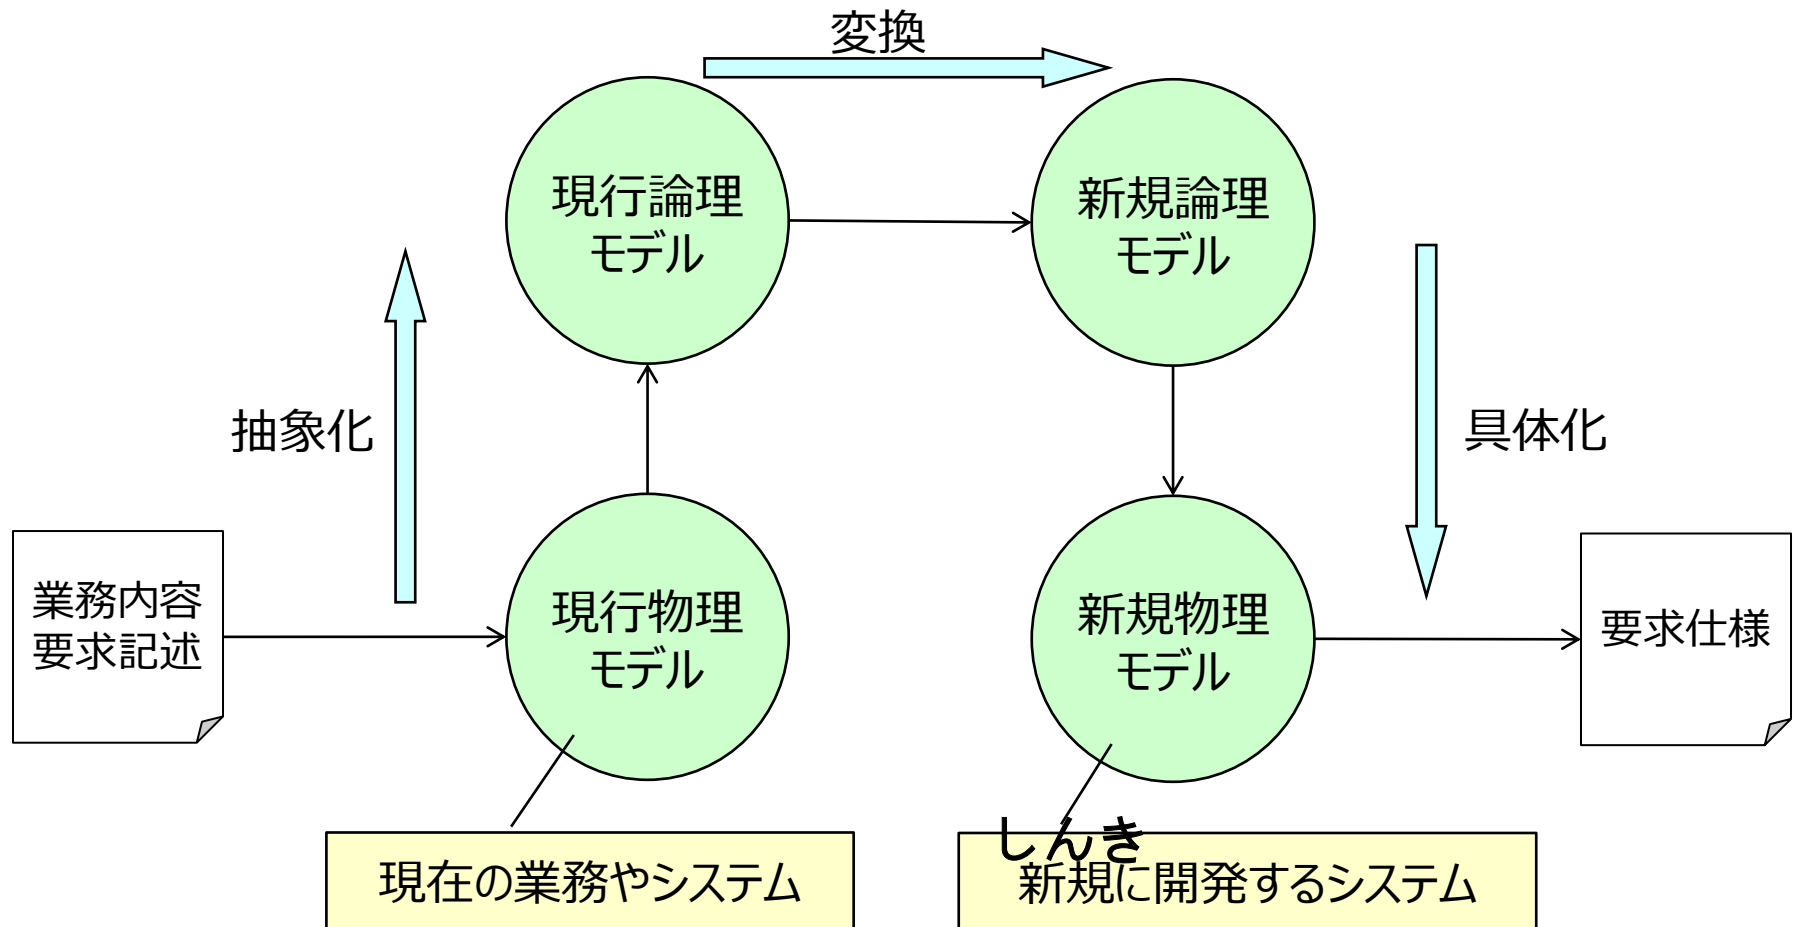 変換
現行論理
モデル
新規論理
モデル
抽象化
具体化
業務内容
要求記述
現行物理
モデル
新規物理
モデル
要求仕様
しんき
現在の業務やシステム
新規に開発するシステム